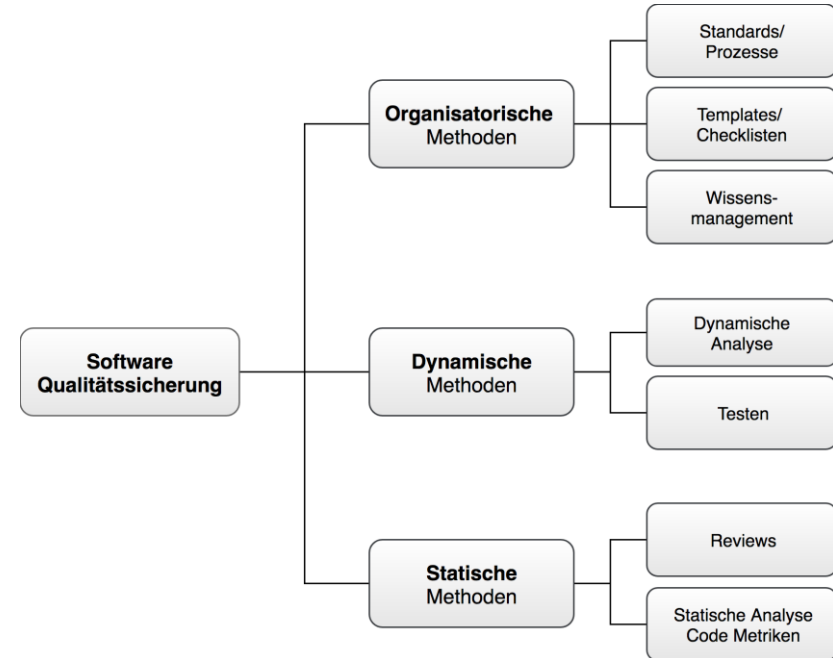 Standards/
Prozesse
Organisatorische
Methoden
Templates/
Checklisten
Wissens-
management
Software
Qualitätssicherung
Dynamische
Methoden
Dynamische
Analyse
Testen
Statische
Methoden
Reviews
Statische Analyse
Code Metriken